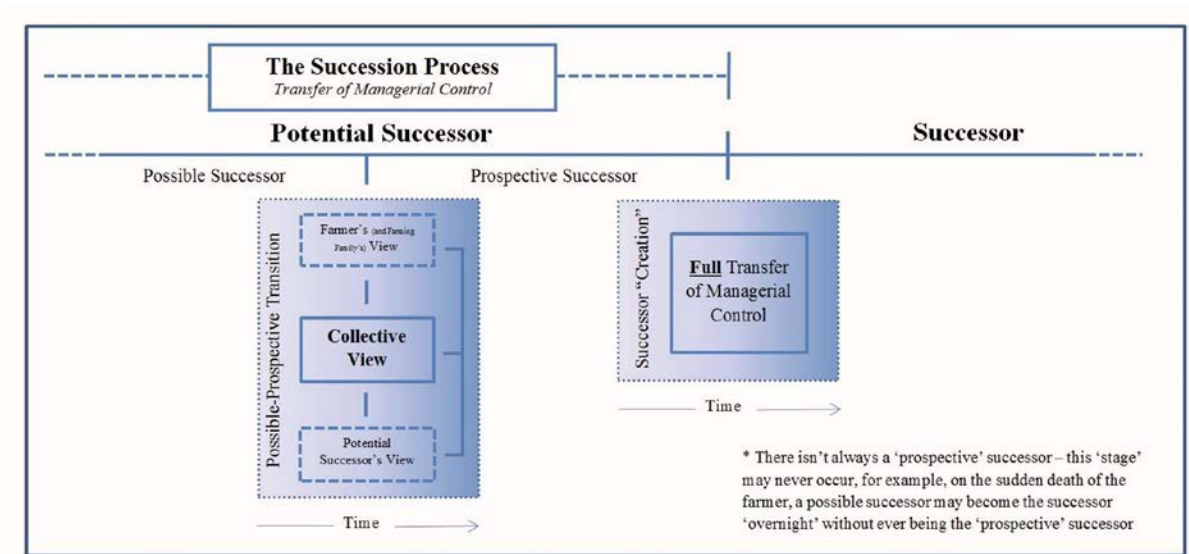 The Succession Process
Transfer of Managerial Control
Potential Successor
Successor
Possible Successor
Prospective Successor
Possible-Prospective Transition
Farmer's (and Farming
Family's) View
Collective
View
Potential
Successor's View
Time
Successor "Creation"
Full Transfer
of Managerial
Control
Time
* There isn't always a 'prospective' successor – this 'stage'
may never occur, for example, on the sudden death of the
farmer, a possible successor may become the successor
'overnight' without ever being the 'prospective' successor